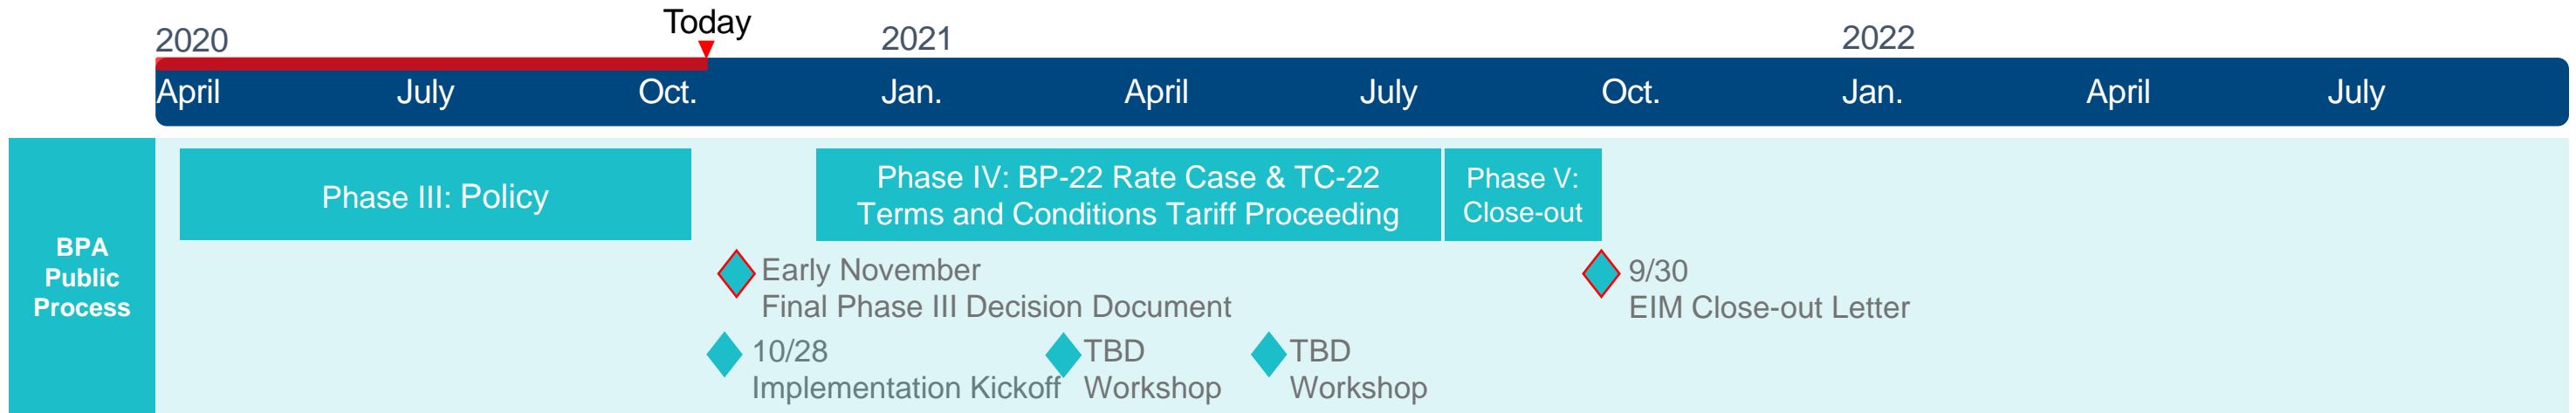 Today
2020
2021
2022
April
July
Oct.
Jan.
April
July
Oct.
Jan.
April
July
BPA
Public
Process
Phase III: Policy
Phase IV: BP-22 Rate Case & TC-22
Terms and Conditions Tariff Proceeding
Phase V:
Close-out
Early November
Final Phase III Decision Document
9/30
EIM Close-out Letter
10/28
Implementation Kickoff
TBD
Workshop
TBD
Workshop